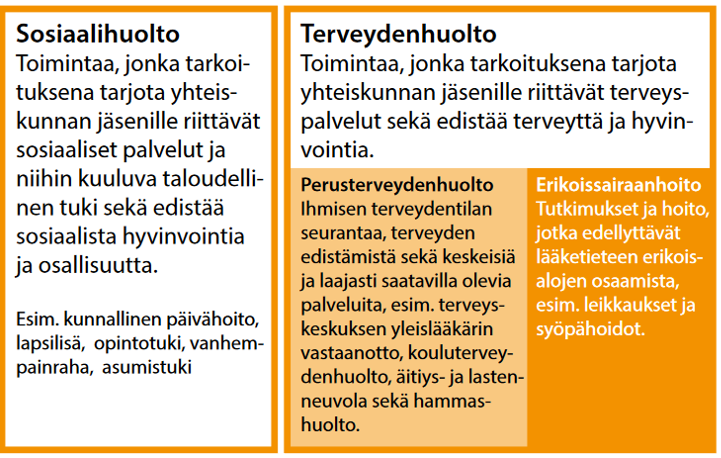 Sosiaalihuolto
Toimintaa, jonka tarkoi-
tuksena tarjota yhteis-
kunnan jäsenille riittävät
sosiaaliset palvelut ja
niihin kuuluva taloudelli-
nen tuki sekä edistää
sosiaalista hyvinvointia
ja osallisuutta.
Esim. kunnallinen päivähoito,
lapsilisä, opintotuki, vanhem-
painraha, asumistuki
Terveydenhuolto
Toimintaa, jonka tarkoituksena tarjota
yhteiskunnan jäsenille riittävät terveys-
palvelut sekä edistää terveyttä ja hyvin-
vointia.
Perusterveydenhuolto
Ihmisen terveydentilan
seurantaa, terveyden
edistämistä sekä keskeisiä
ja laajasti saatavilla olevia
palveluita, esim. terveys-
keskuksen yleislääkärin
vastaanotto, koulutervey-
denhuolto, äitiys- ja lasten-
neuvola sekä hammas-
huolto.
Erikoissairaanhoito
Tutkimukset ja hoito,
jotka edellyttävät
lääketieteen erikois-
alojen osaamista,
esim. leikkaukset ja
syöpähoidot.